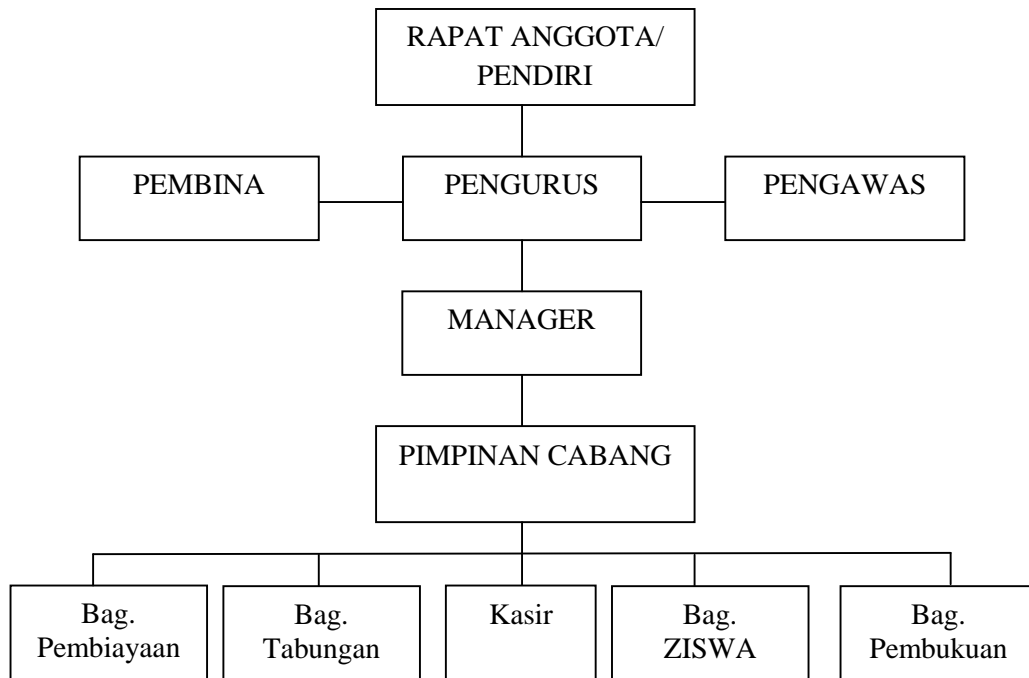 RAPAT ANGGOTA/
PENDIRI
PEMBINA
PENGURUS
PENGAWAS
MANAGER
PIMPINAN CABANG
Bag.
Pembiayaan
Bag.
Tabungan
Kasir
Bag.
ZISWA
Bag.
Pembukuan